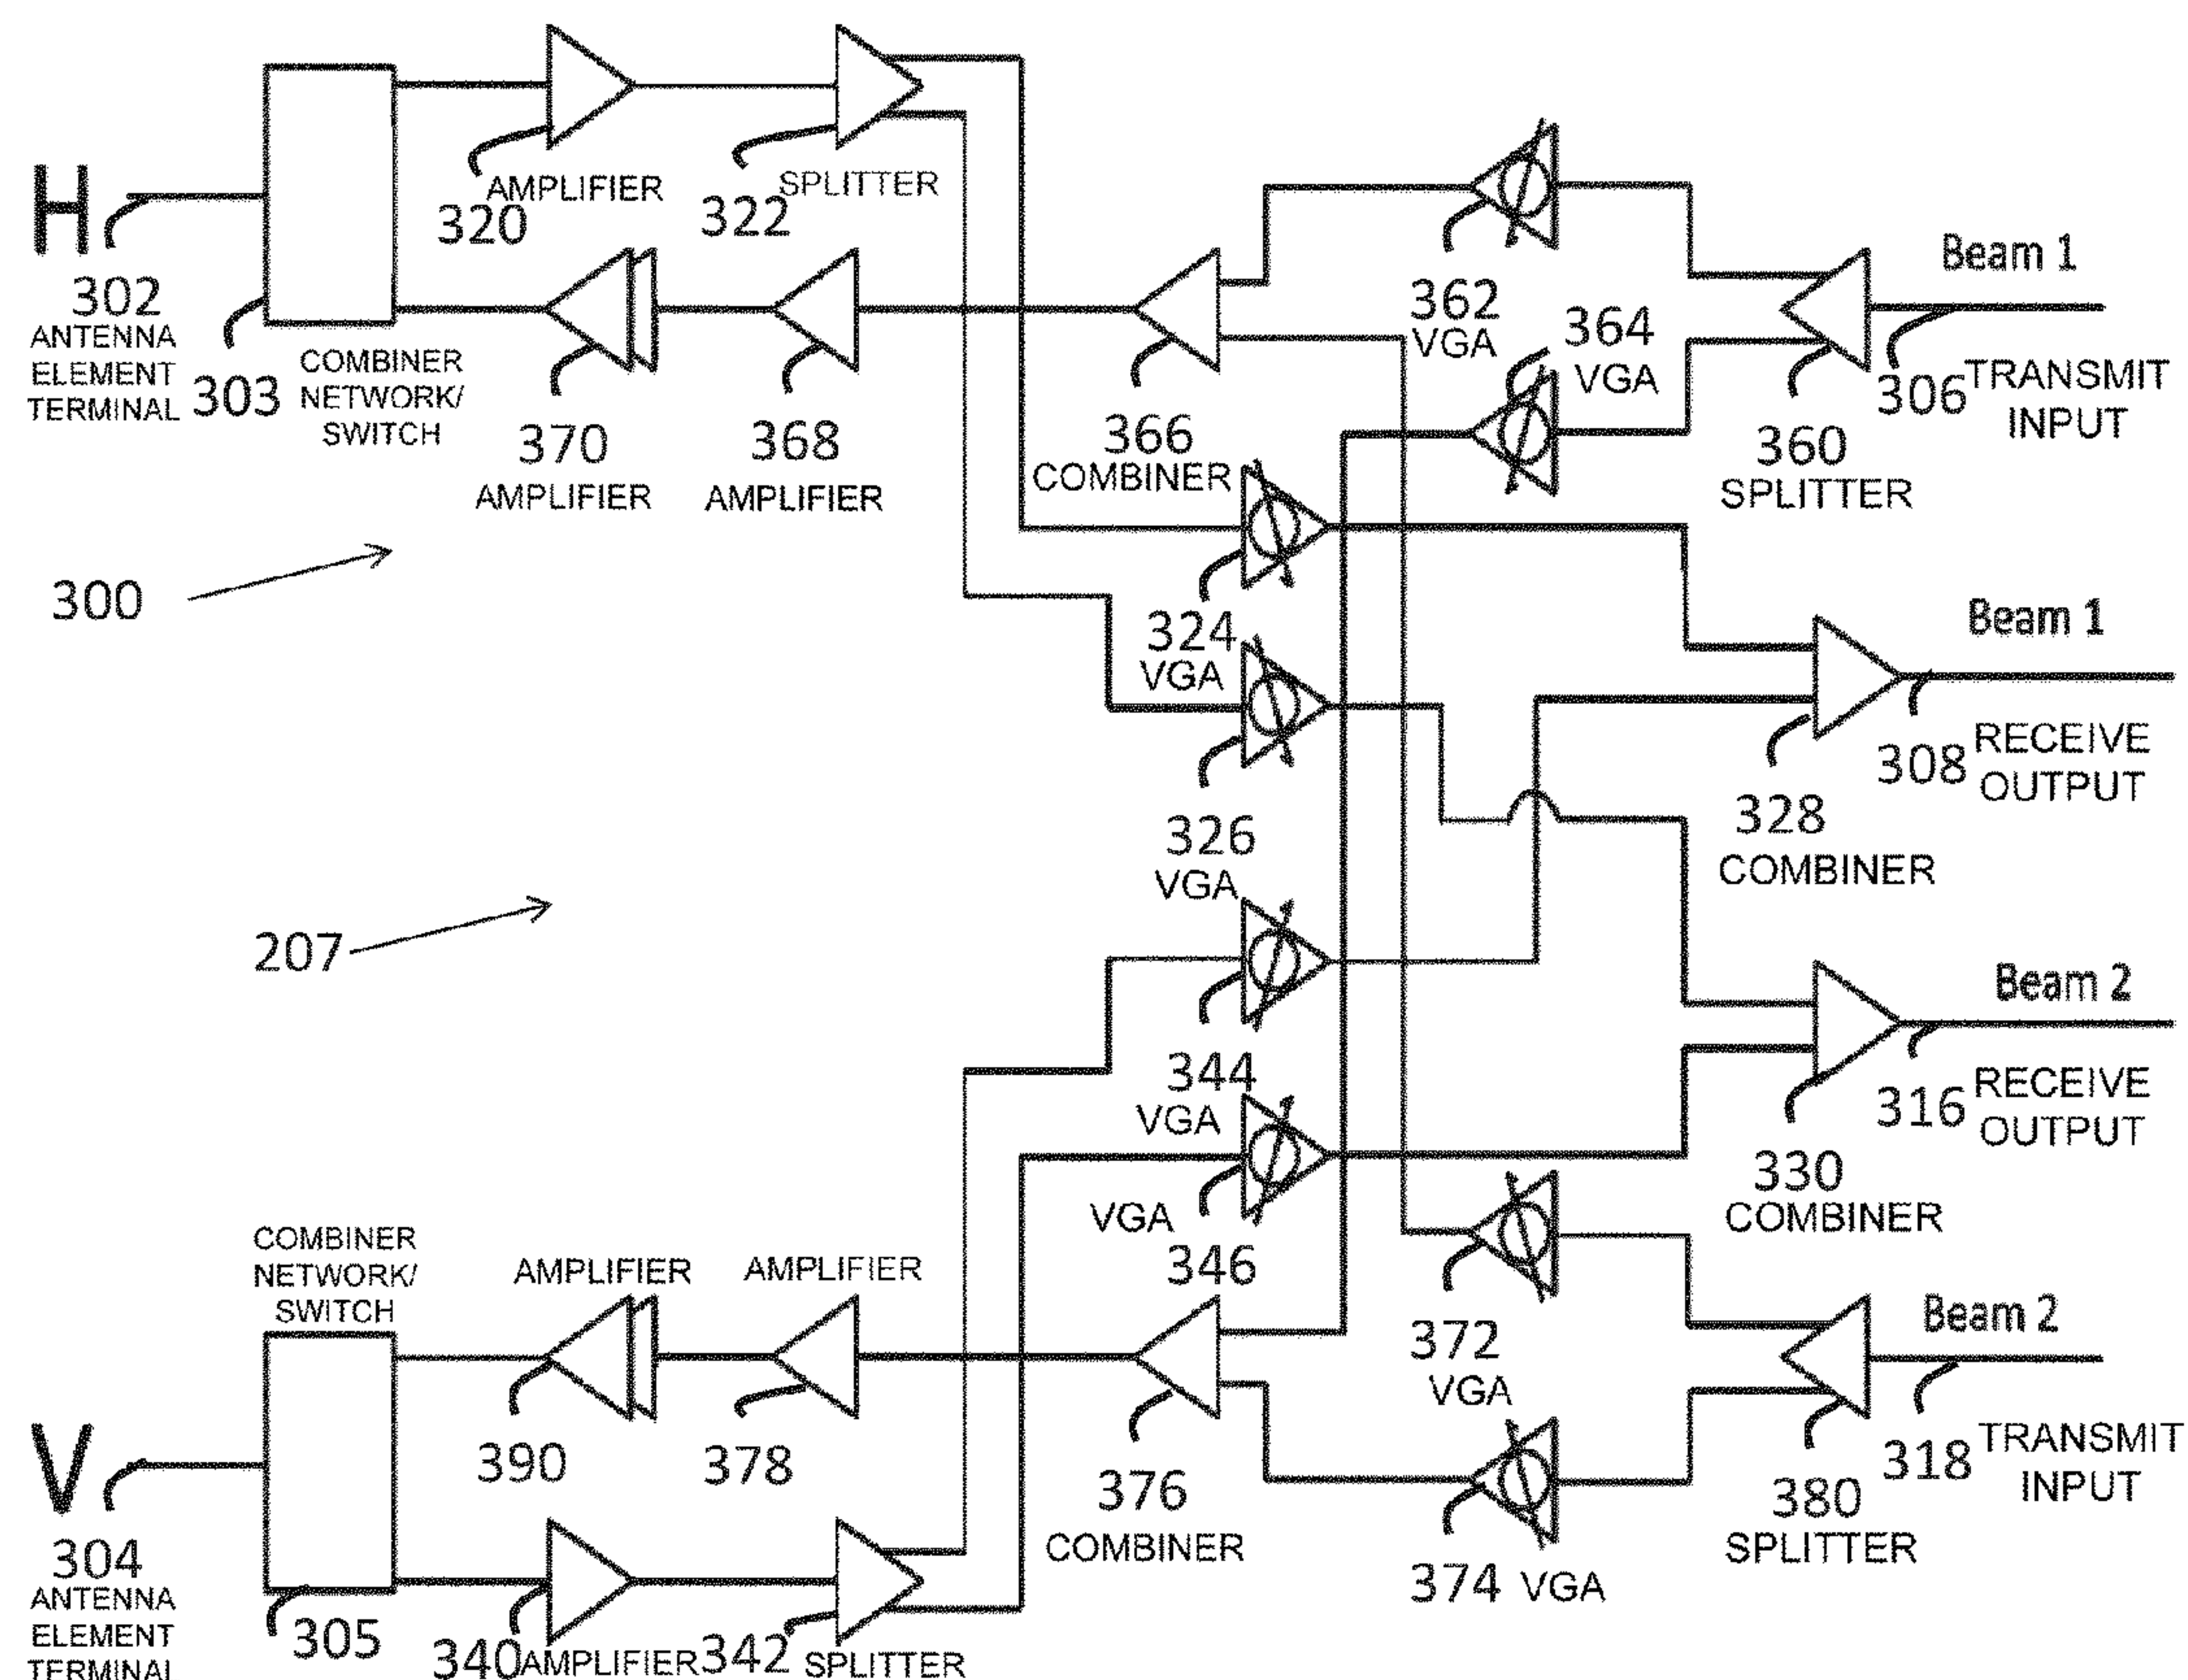 H
302
ANTENNA
ELEMENT
TERMINAL
303
COMBINER
NETWORK/
SWITCH
AMPLIFIER
320
SPLITTER
322
370
AMPLIFIER
368
AMPLIFIER
366
COMBINER
362
VGA
364
VGA
360
SPLITTER
Beam 1
306
TRANSMIT
INPUT
300
324
VGA
326
VGA
Beam 1
308
RECEIVE
OUTPUT
328
COMBINER
207
344
VGA
VGA
346
Beam 2
316
RECEIVE
OUTPUT
330
COMBINER
COMBINER
NETWORK/
SWITCH
AMPLIFIER
390
AMPLIFIER
378
376
COMBINER
372
VGA
374 VGA
Beam 2
318
TRANSMIT
INPUT
380
SPLITTER
V
304
ANTENNA
ELEMENT
TERMINAL
305
340
AMPLIFIER
342
SPLITTER